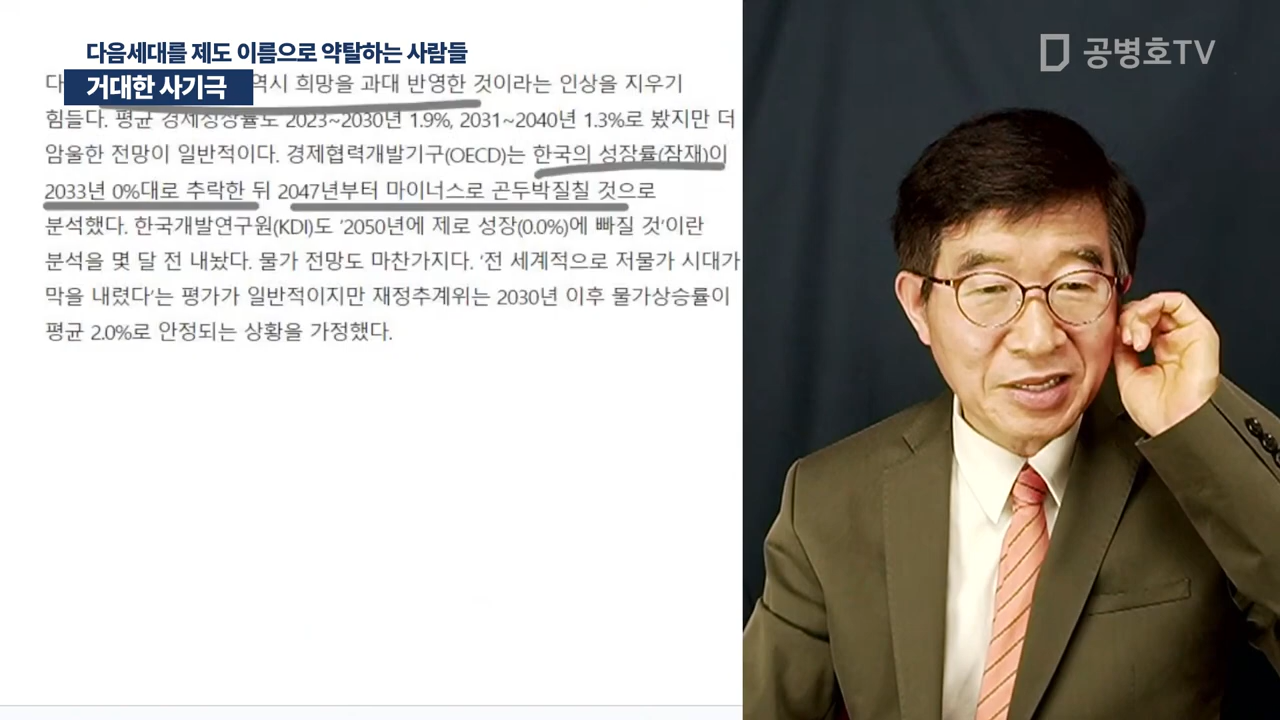 다음세대를 제도 이름으로 약탈하는 사람들
거대한 사기극
공병호TV
다 역시 희망을 과대 반영한 것이라는 인상을 지우기
힘들다. 평균 경제성장률도 2023~2030년 1.9%, 2031~2040년 1.3%로 봤지만 더
암울한 전망이 일반적이다. 경제협력개발기구(OECD)는 한국의 성장률(잠재)이
2033년 0%대로 추락한 뒤 2047년부터 마이너스로 곤두박질칠 것으로
분석했다. 한국개발연구원(KDI)도 '2050년에 제로 성장(0.0%)에 빠질 것'이란
분석을 몇 달 전 내놨다. 물가 전망도 마찬가지다. '전 세계적으로 저물가 시대가
막을 내렸다'는 평가가 일반적이지만 재정추계위는 2030년 이후 물가상승률이
평균 2.0%로 안정되는 상황을 가정했다.